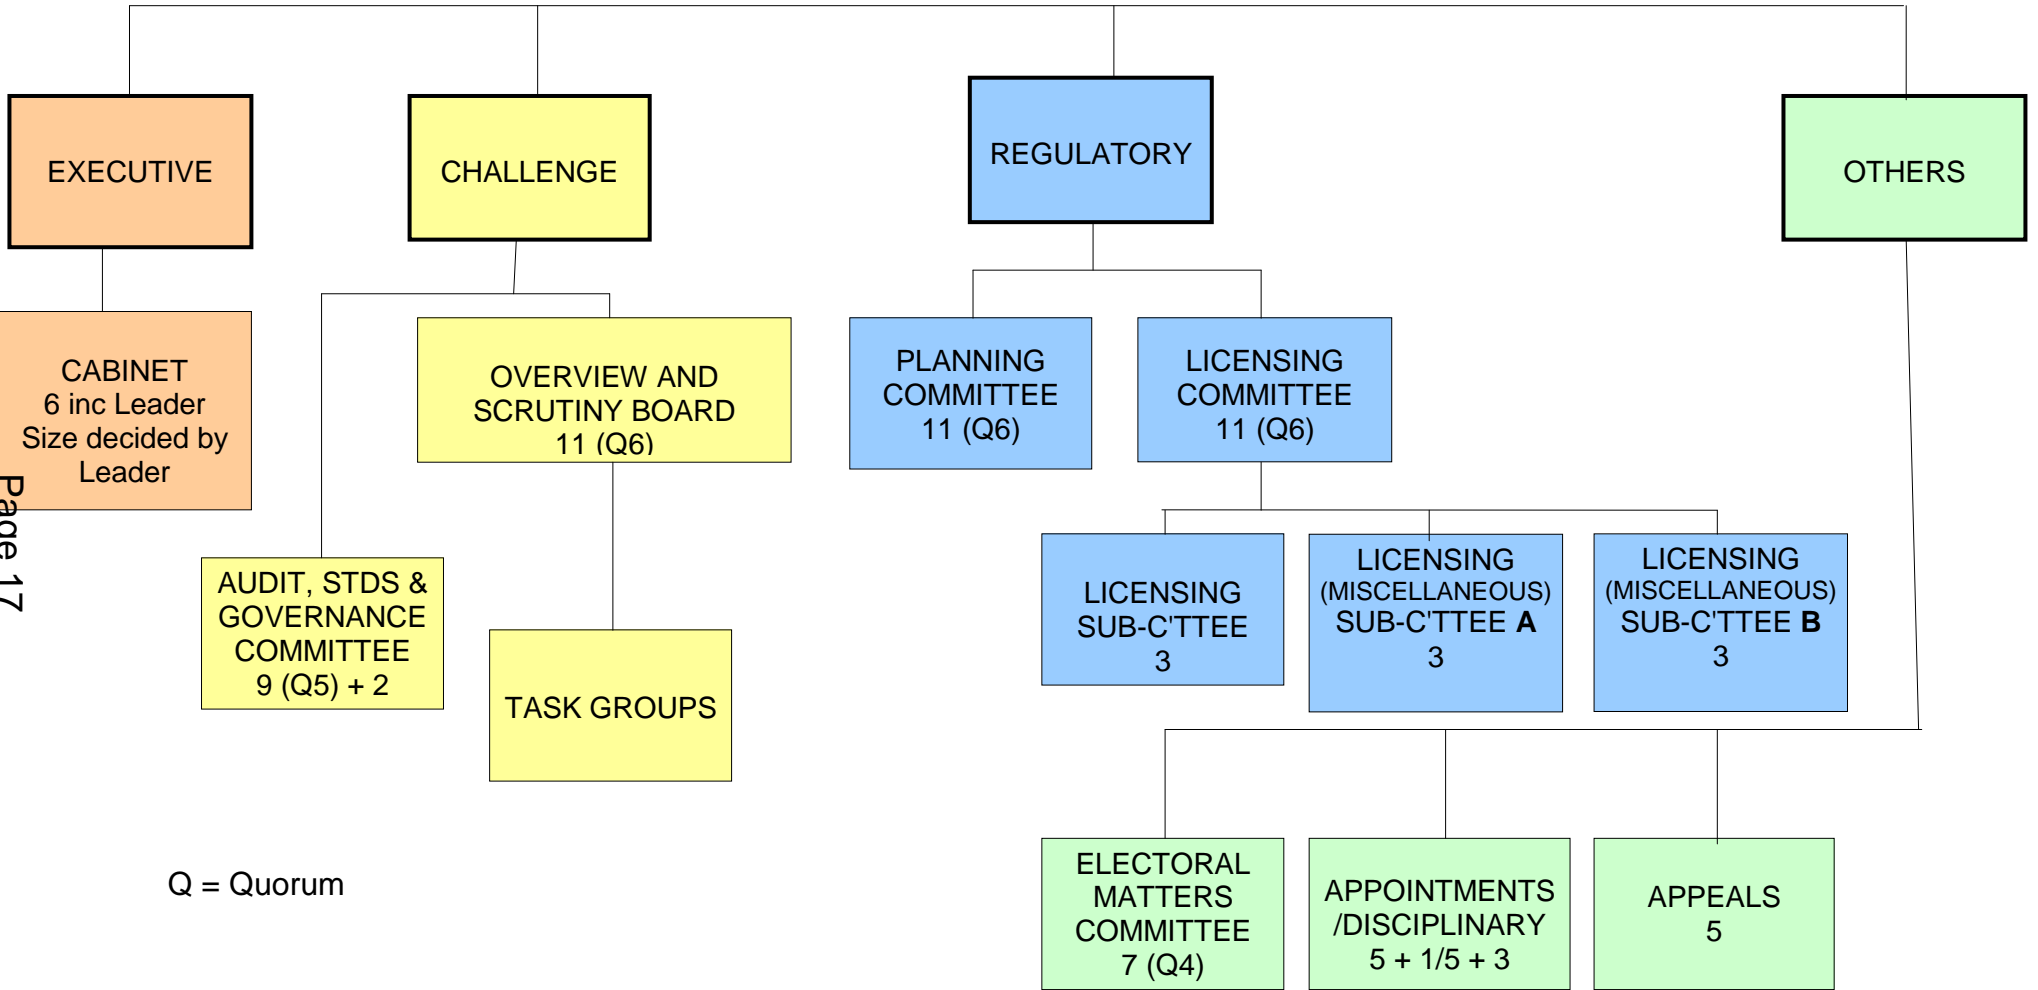 EXECUTIVE
CHALLENGE
REGULATORY
OTHERS
CABINET
6 inc Leader
Size decided by
Leader
OVERVIEW AND
SCRUTINY BOARD
11 (Q6)
PLANNING
COMMITTEE
11 (Q6)
LICENSING
COMMITTEE
11 (Q6)
AUDIT, STDS &
GOVERNANCE
COMMITTEE
9 (Q5) + 2
TASK GROUPS
LICENSING
SUB-C'TTEE
3
LICENSING
(MISCELLANEOUS)
SUB-C'TTEE A
3
LICENSING
(MISCELLANEOUS)
SUB-C'TTEE B
3
ELECTORAL
MATTERS
COMMITTEE
7 (Q4)
APPOINTMENTS
/DISCIPLINARY
5 + 1/5 + 3
APPEALS
5
Q = Quorum
Page 17